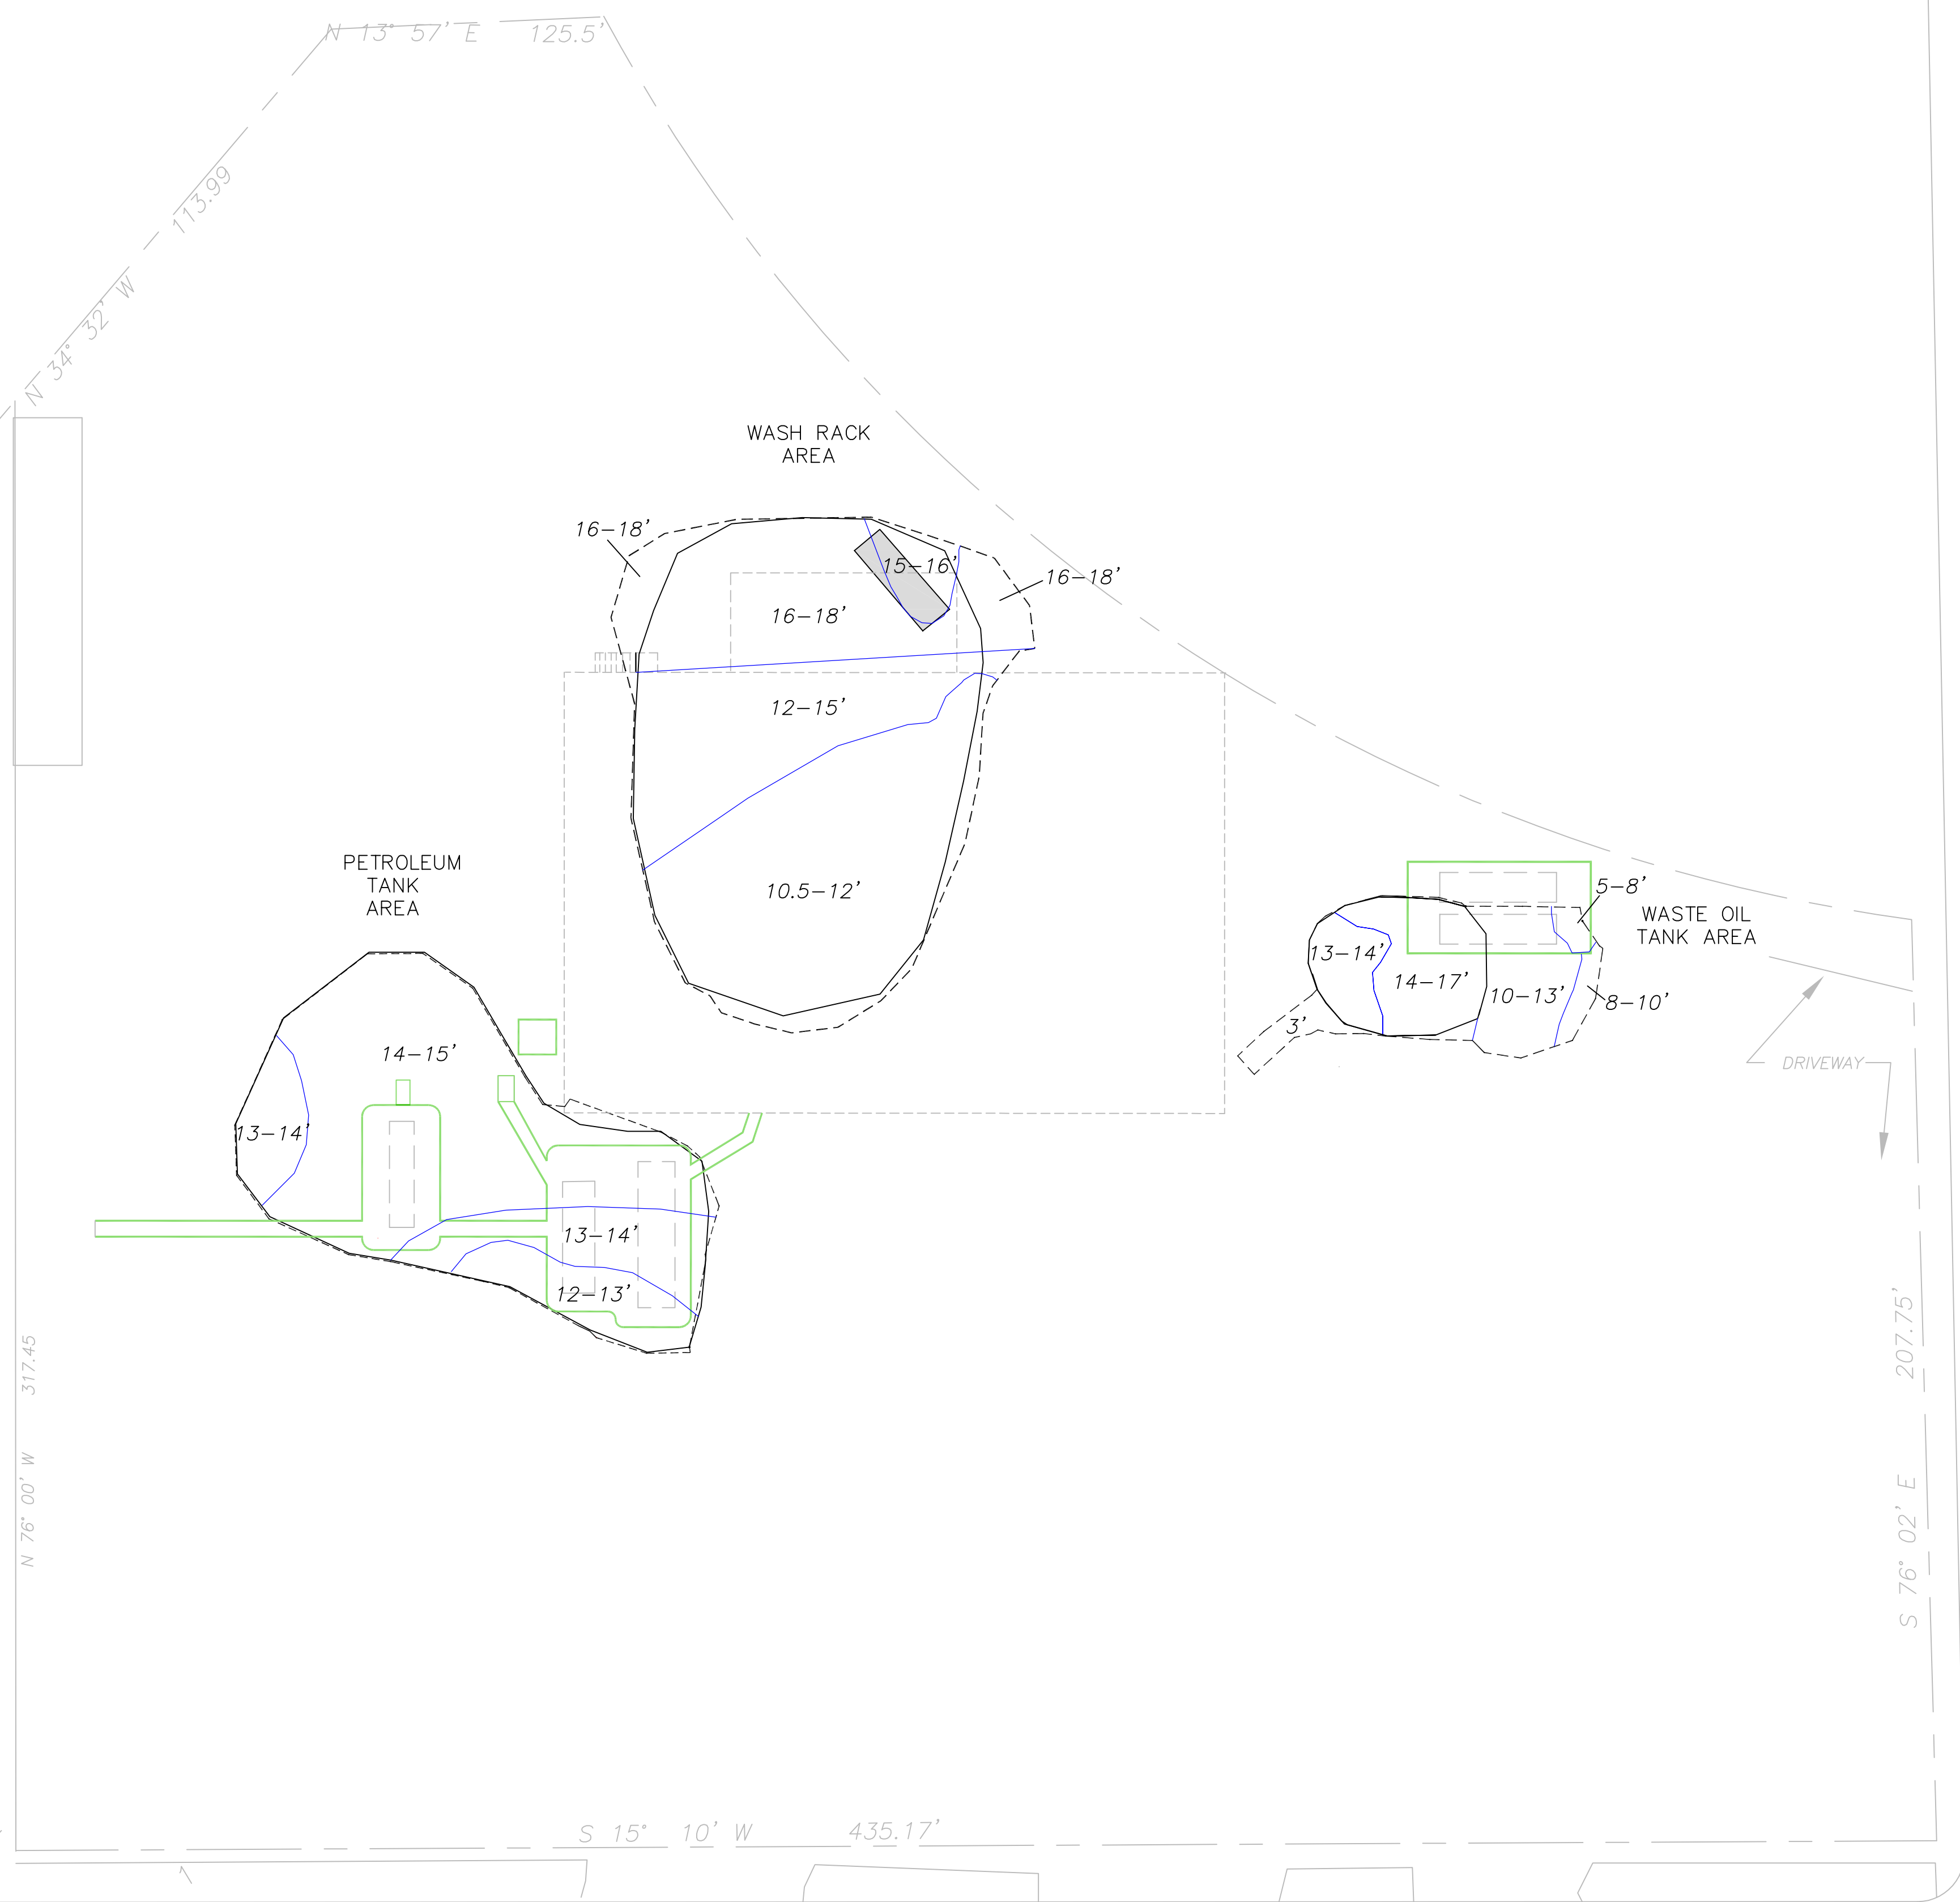 N 13° 57' E 125.5'
N 34° 32' W 113.99
WASH RACK
AREA
16-18'
15-16'
16-18'
16-18'
12-15'
10.5-12'
PETROLEUM
TANK
AREA
14-15'
13-14'
13-14'
12-13'
5-8'
WASTE OIL
TANK AREA
13-14'
14-17'
10-13'
8-10'
3'
DRIVEWAY
N 76° 00' W 317.45
S 76° 02' E 207.75'
S 15° 10' W 435.17'